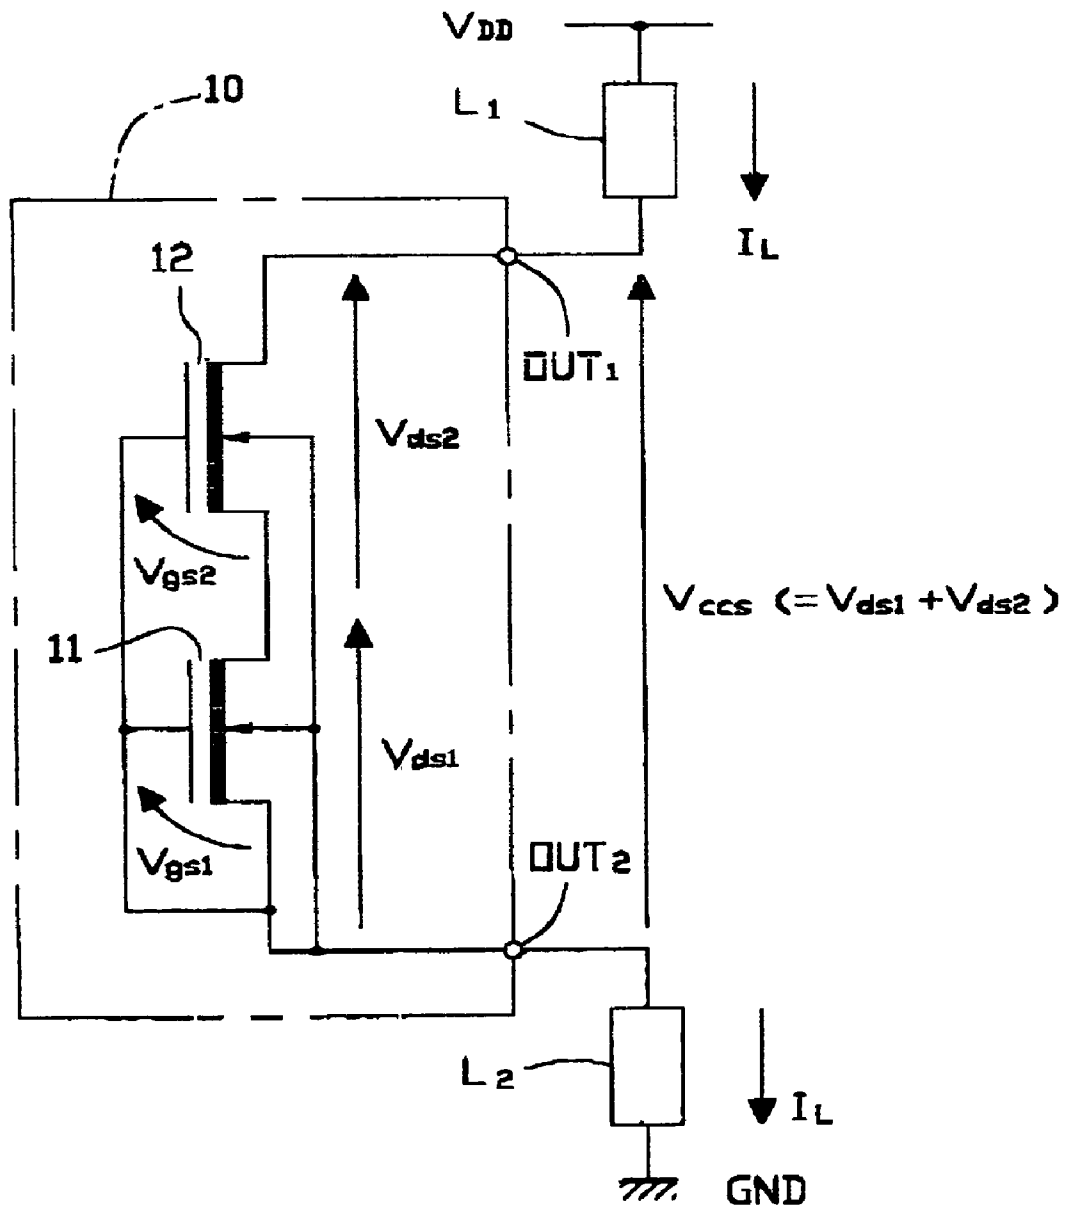 VDD
10
L1
IL
12
OUT1
Vds2
Vgs2
Vccs (=Vds1+Vds2)
11
Vds1
Vgs1
OUT2
L2
IL
GND